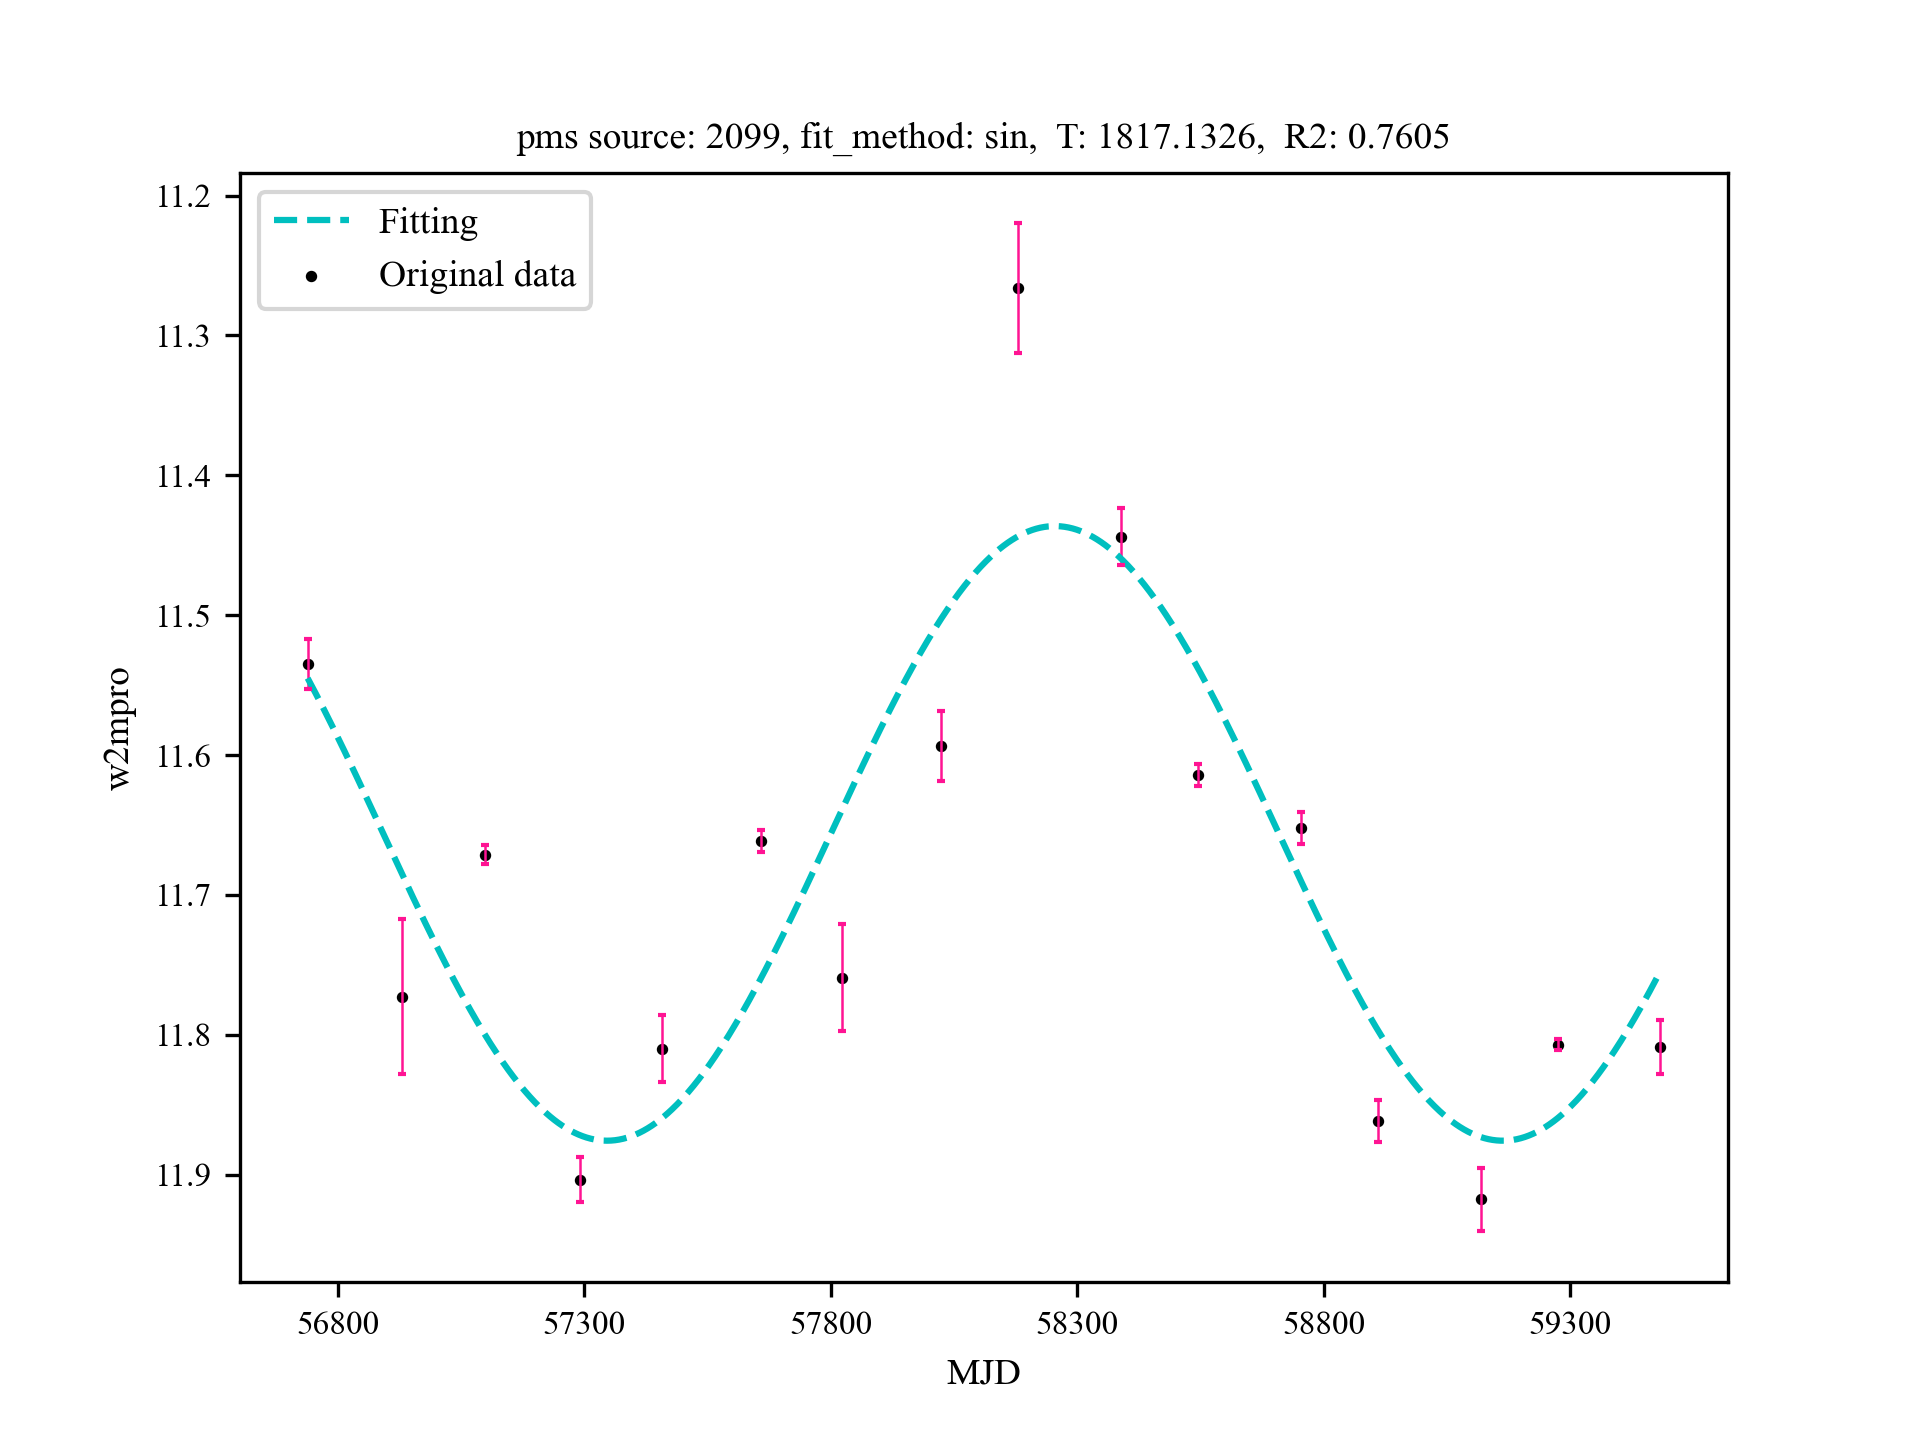 pms source: 2099, fit_method: sin,  T: 1817.1326,  R2: 0.7605
Fitting
Original data
11.2
11.3
11.4
11.5
11.6
11.7
11.8
11.9
w2mpro
56800 57300 57800 58300 58800 59300
MJD